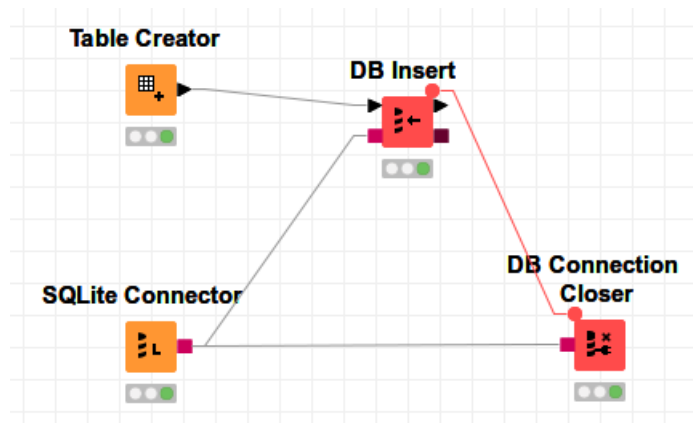 Table Creator
DB Insert
SQLite Connector
DB Connection
Closer